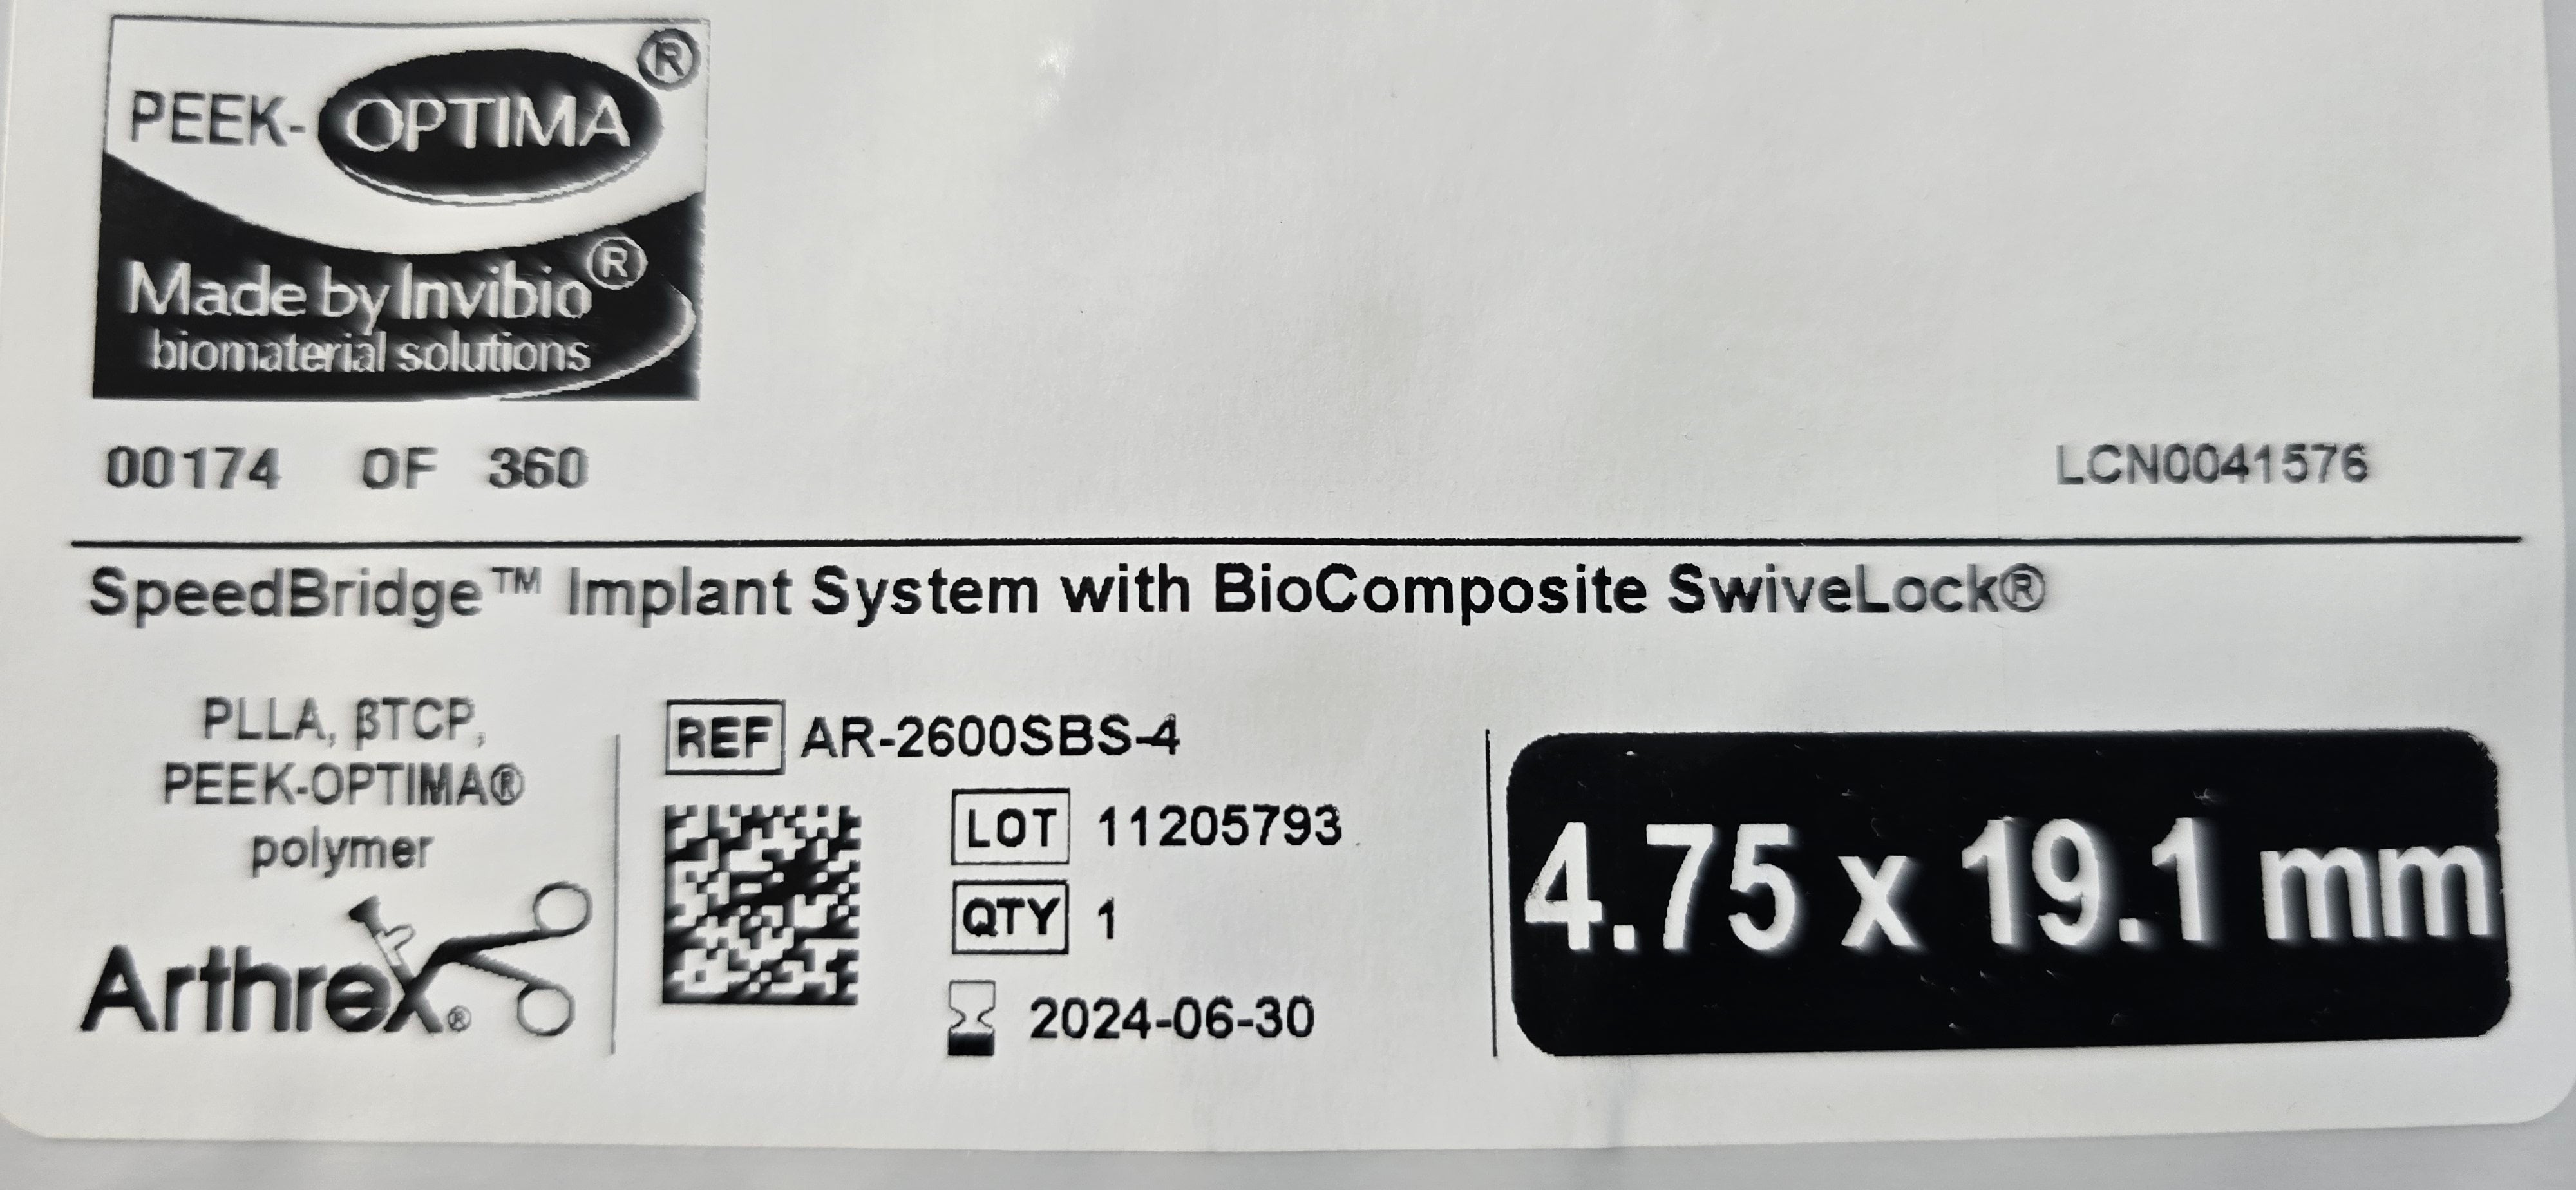 PEEK-OPTIMA®
Made by Invibio®
biomaterial solutions
00174 OF 360
LCN0041576
SpeedBridge™ Implant System with BioComposite SwiveLock®
PLLA, βTCP,
PEEK-OPTIMA®
polymer
Arthrex®
REF AR-2600SBS-4
LOT 11205793
QTY 1
2024-06-30
4.75 x 19.1 mm